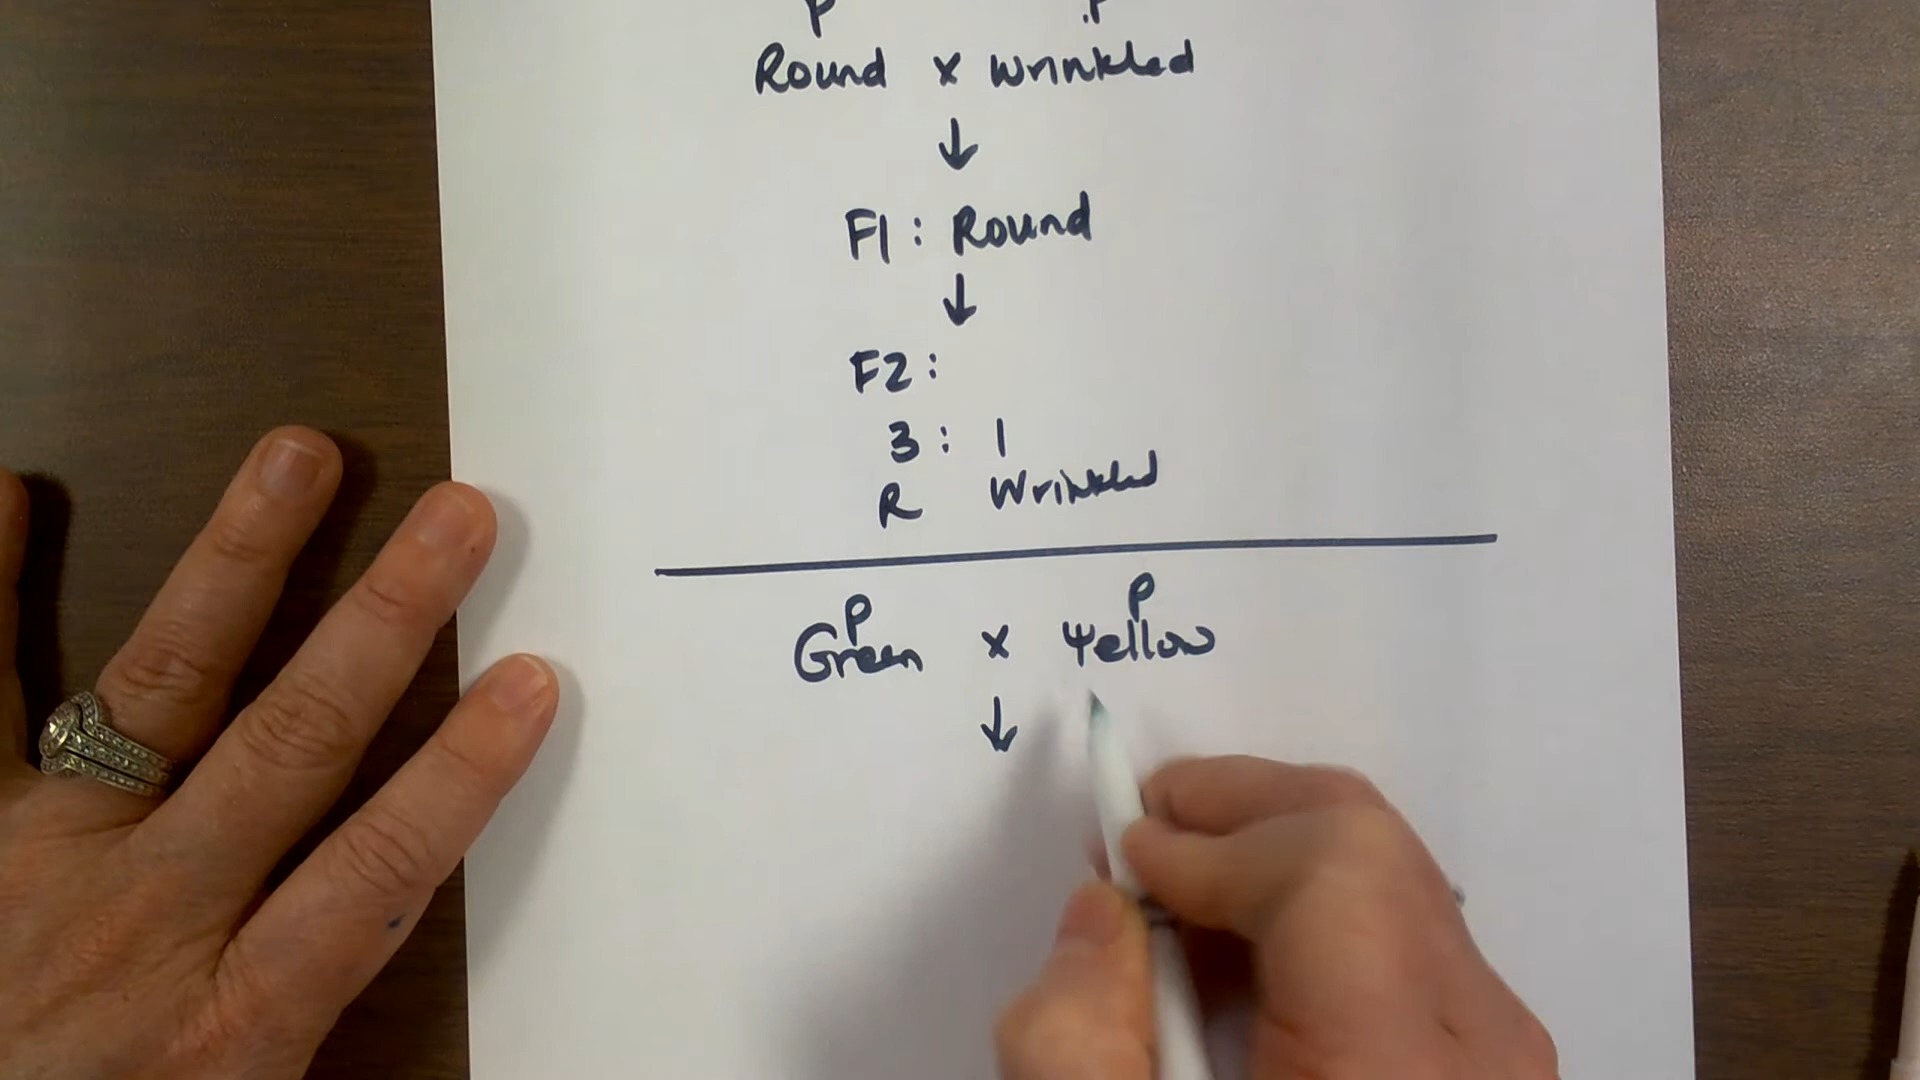 P P
Round x Wrinkled
↓
F1: Round
↓
F2:
3: 1
R Wrinkled
P P
Green x Yellow
↓